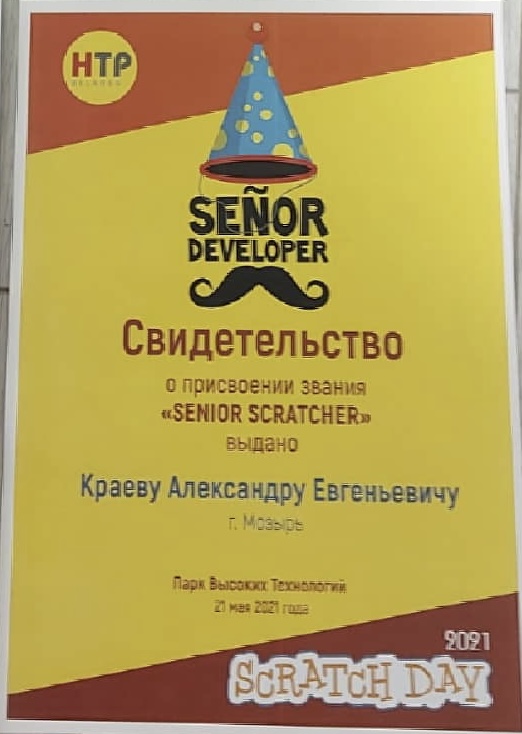 HTP
BELARUS
SEÑOR
DEVELOPER
Свидетельство
о присвоении звания
«SENIOR SCRATCHER»
выдано
Краеву Александру Евгеньевичу
г. Мозырь
Парк Высоких Технологий
21 мая 2021 года
2021
SCRATCH DAY